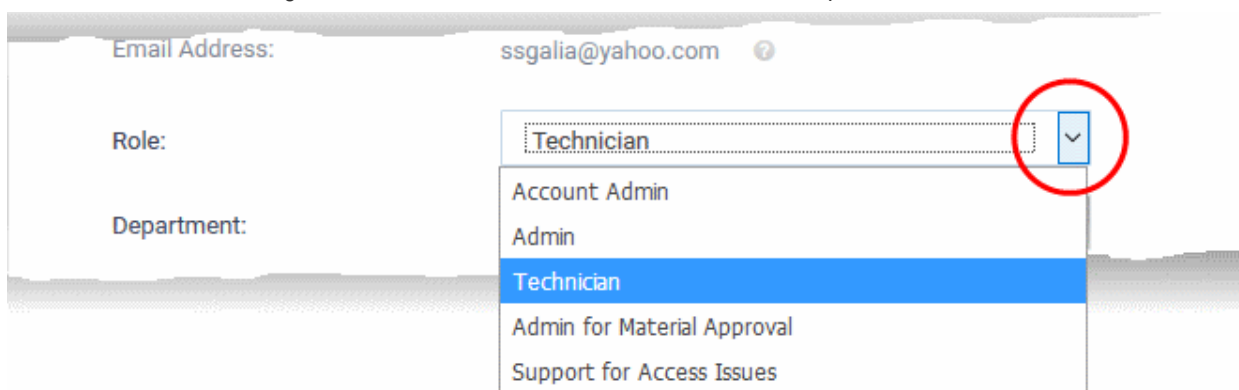 Email Address: ssgalia@yahoo.com
Role: Technician
Account Admin
Department:
Admin
Technician
Admin for Material Approval
Support for Access Issues